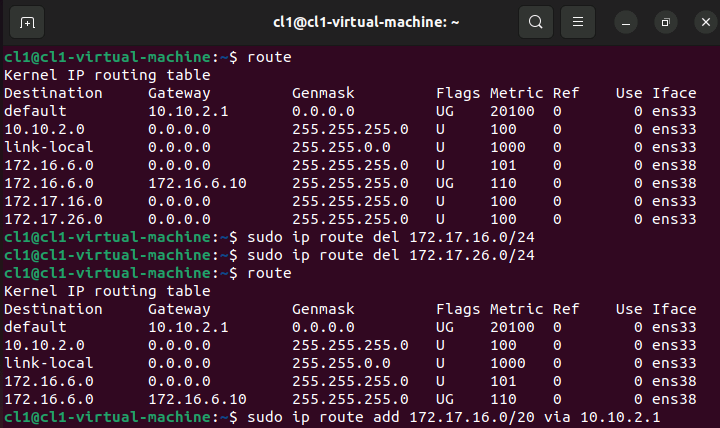 cl1@cl1-virtual-machine: ~
cl1@cl1-virtual-machine:~$ route
Kernel IP routing table
Destination     Gateway         Genmask         Flags Metric Ref    Use Iface
default         10.10.2.1       0.0.0.0         UG    20100  0        0 ens33
10.10.2.0       0.0.0.0         255.255.255.0   U     100    0        0 ens33
link-local      0.0.0.0         255.255.0.0     U     1000   0        0 ens33
172.16.6.0      0.0.0.0         255.255.255.0   U     101    0        0 ens38
172.16.6.0      172.16.6.10     255.255.255.0   UG    110    0        0 ens38
172.17.16.0     0.0.0.0         255.255.255.0   U     100    0        0 ens33
172.17.26.0     0.0.0.0         255.255.255.0   U     100    0        0 ens33
cl1@cl1-virtual-machine:~$ sudo ip route del 172.17.16.0/24
cl1@cl1-virtual-machine:~$ sudo ip route del 172.17.26.0/24
cl1@cl1-virtual-machine:~$ route
Kernel IP routing table
Destination     Gateway         Genmask         Flags Metric Ref    Use Iface
default         10.10.2.1       0.0.0.0         UG    20100  0        0 ens33
10.10.2.0       0.0.0.0         255.255.255.0   U     100    0        0 ens33
link-local      0.0.0.0         255.255.0.0     U     1000   0        0 ens33
172.16.6.0      0.0.0.0         255.255.255.0   U     101    0        0 ens38
172.16.6.0      172.16.6.10     255.255.255.0   UG    110    0        0 ens38
cl1@cl1-virtual-machine:~$ sudo ip route add 172.17.16.0/20 via 10.10.2.1